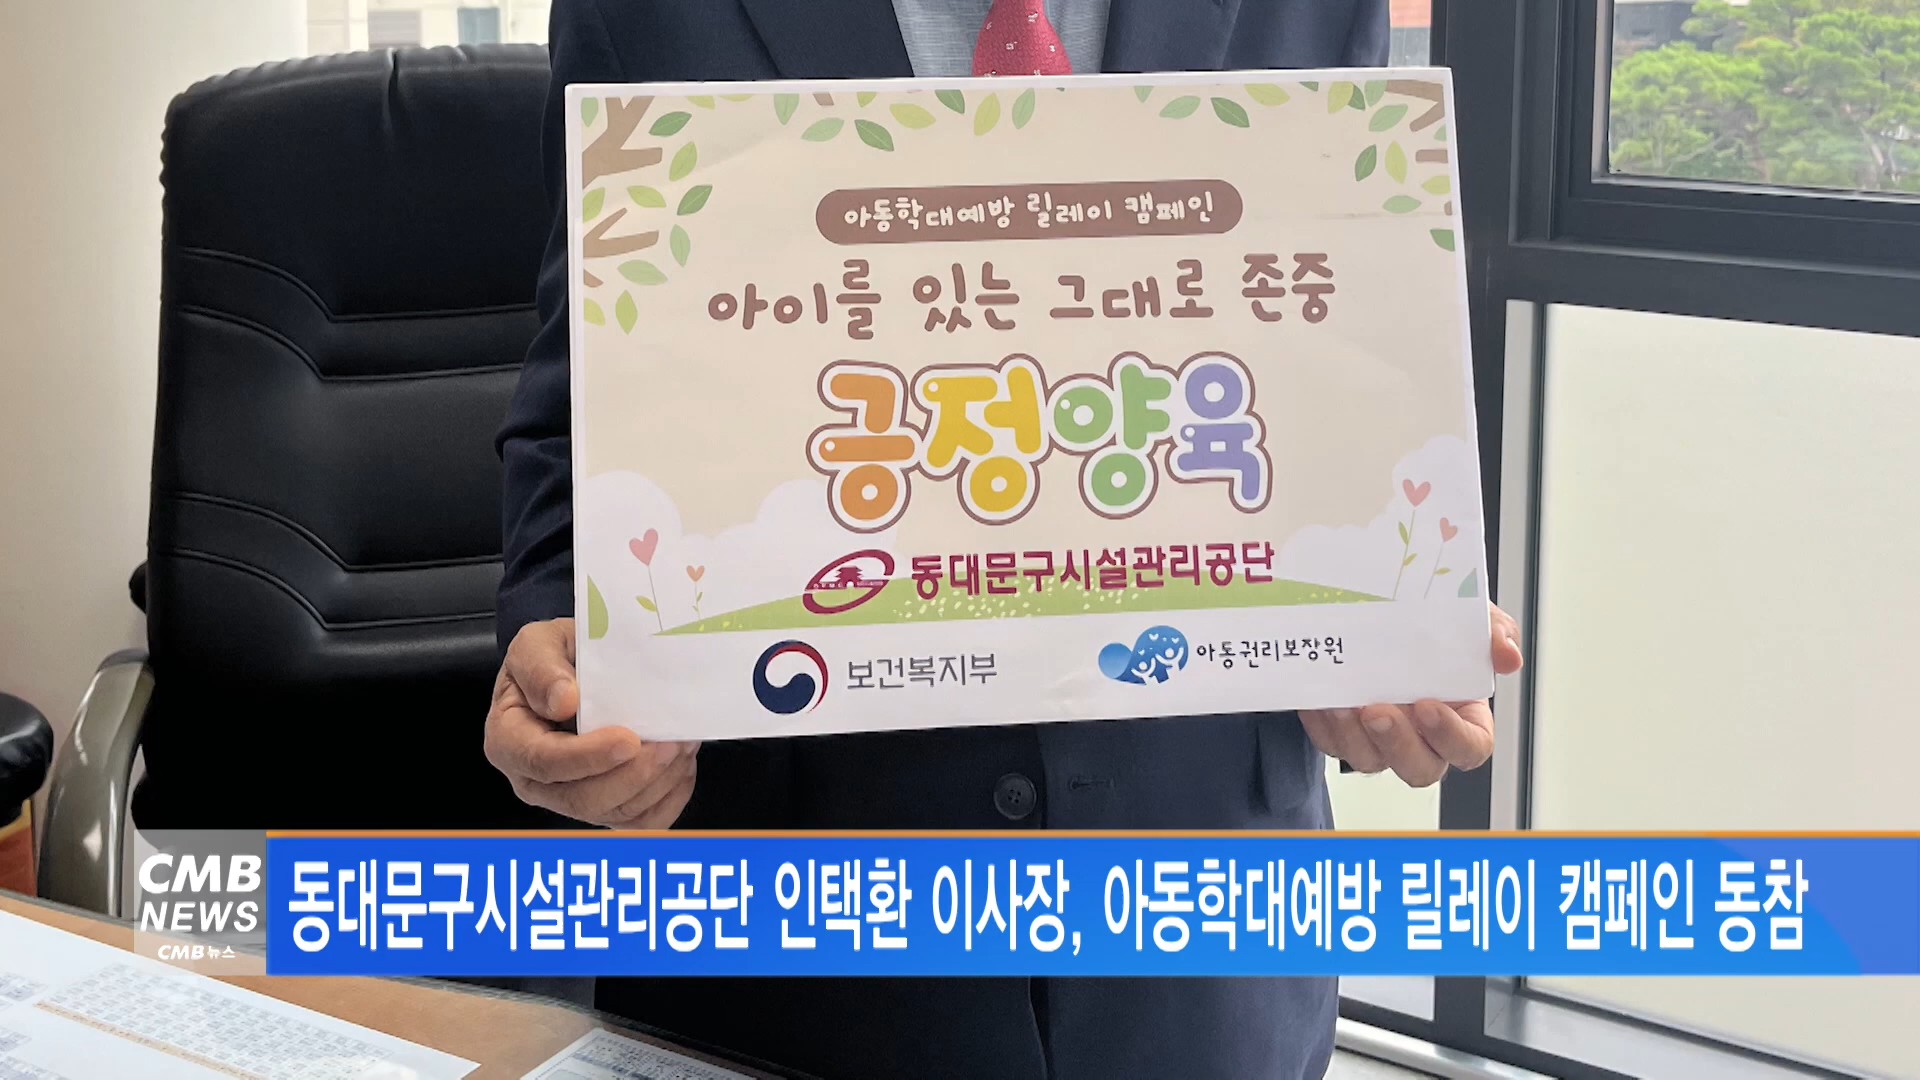 아동학대예방 릴레이 캠페인
아이를 있는 그대로 존중
긍정양육
동대문구시설관리공단
보건복지부
아동권리보장원
CMB
NEWS
CMB뉴스
동대문구시설관리공단 인택환 이사장, 아동학대예방 릴레이 캠페인 동참